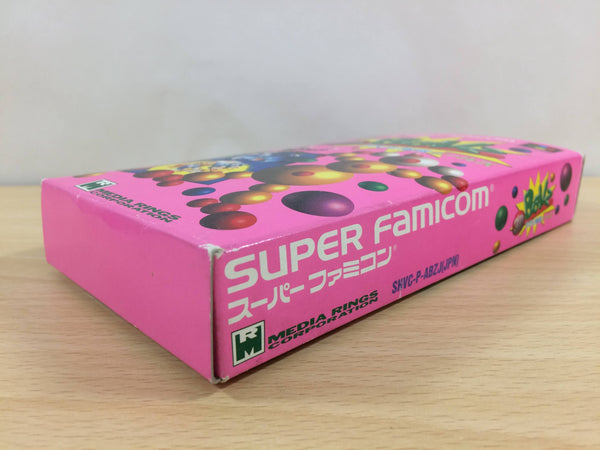 MEDIA RINGS
CORPORATION
SUPER FAMICOM®
スーパーファミコン®
SHVC-P-ABZJ(JPN)
RM
MEDIA RINGS
CORPORATION